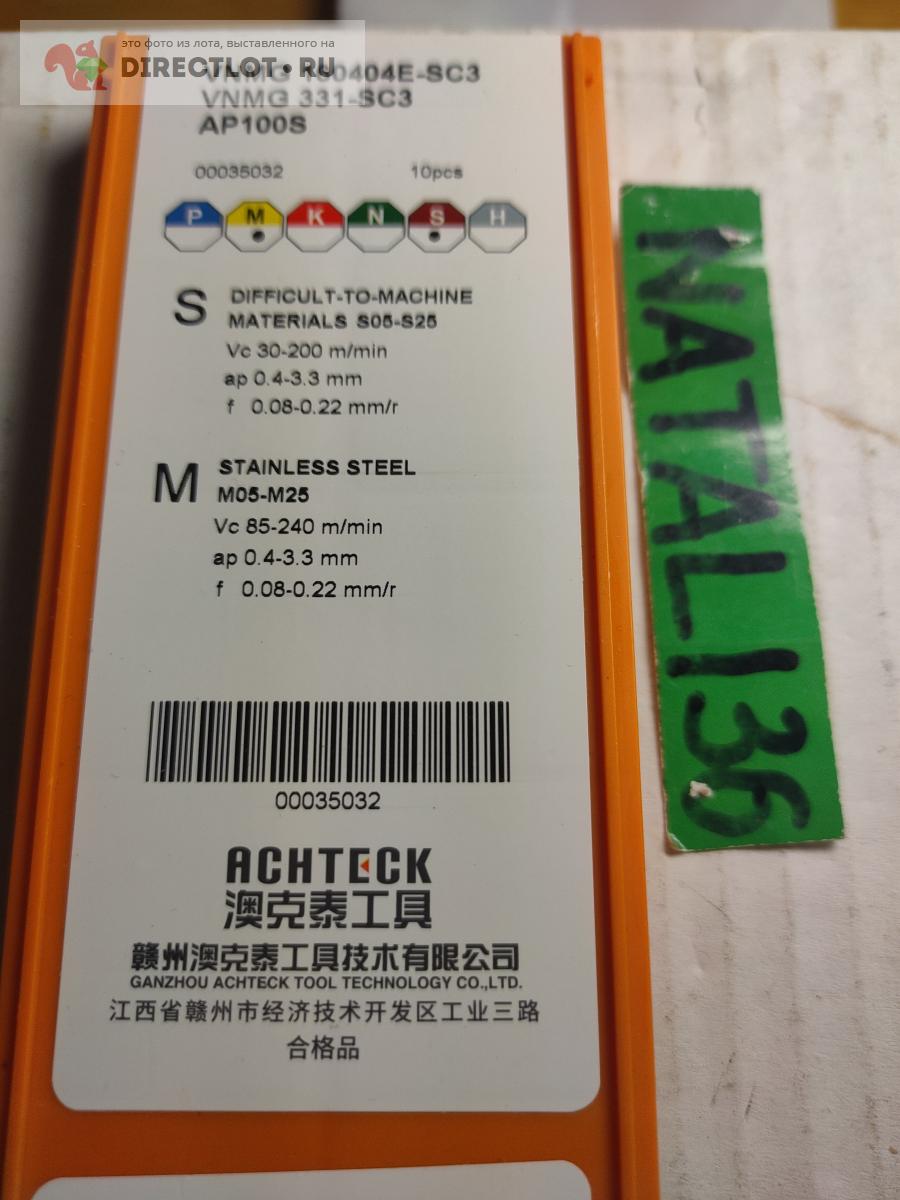 это фото из лота, выставленного на
DIRECTLOT.RU
0404E-SC3
VNMG 331-SC3
AP100S
00035032 10pcs
P M K N S H
S DIFFICULT-TO-MACHINE
MATERIALS S05-S25
Vc 30-200 m/min
ap 0.4-3.3 mm
f 0.08-0.22 mm/r
M STAINLESS STEEL
M05-M25
Vc 85-240 m/min
ap 0.4-3.3 mm
f 0.08-0.22 mm/r
00035032
ACHTECK
澳克泰工具
赣州澳克泰工具技术有限公司
GANZHOU ACHTECK TOOL TECHNOLOGY CO.,LTD.
江西省赣州市经济技术开发区工业三路
合格品
NATALI36